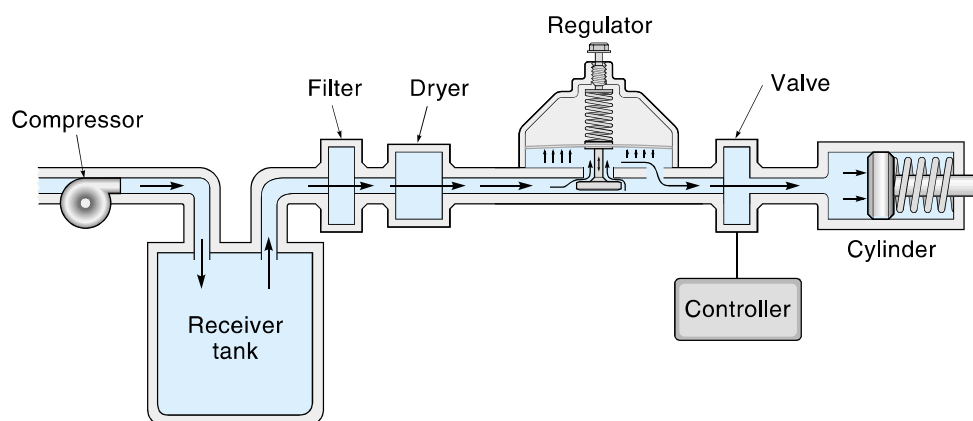 Regulator
Filter
Dryer
Valve
Compressor
Cylinder
Receiver
tank
Controller